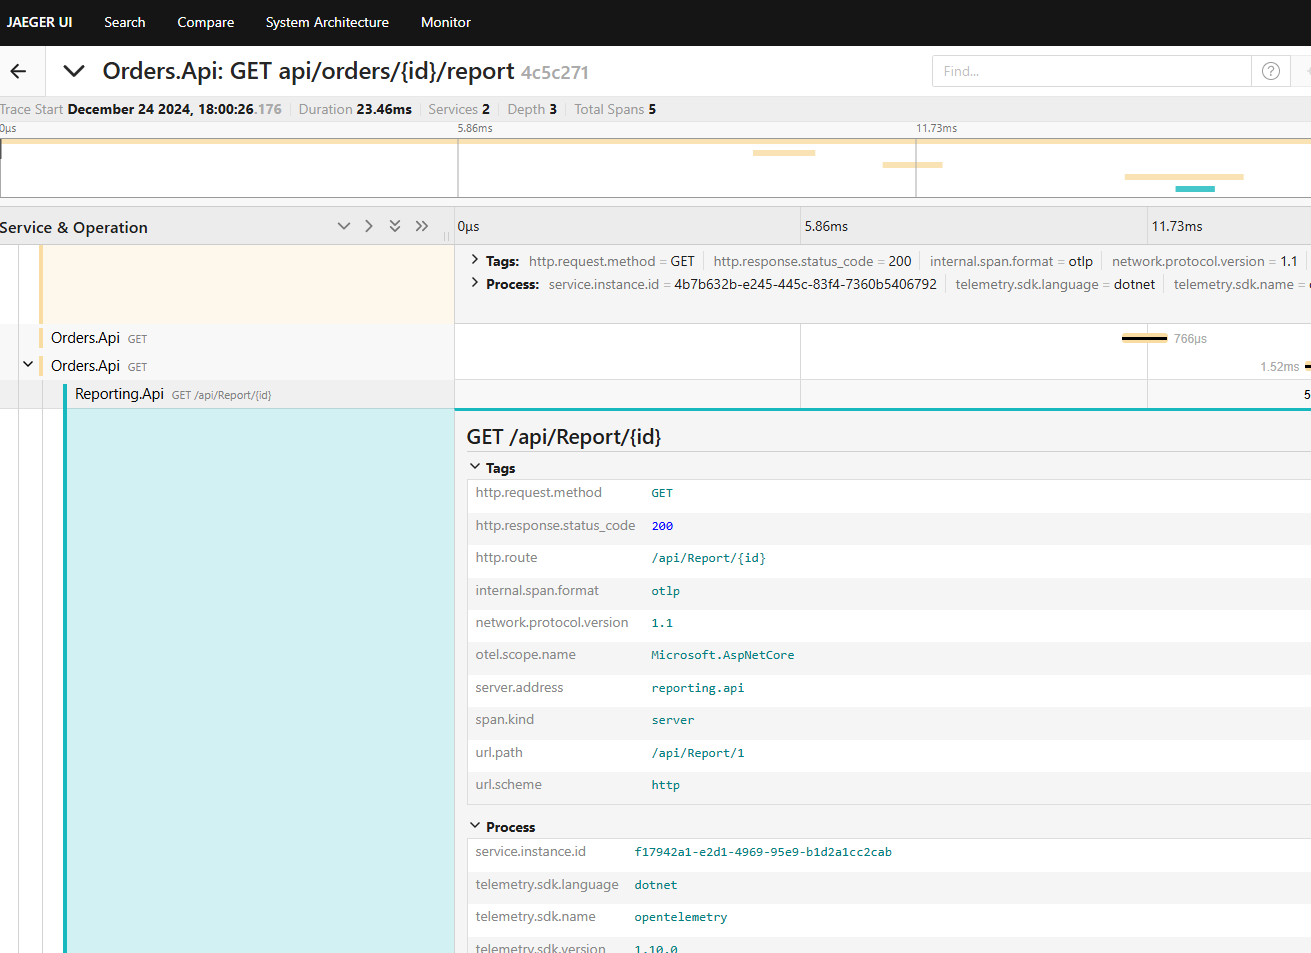 JAEGER UI Search Compare System Architecture Monitor
Orders.Api: GET api/orders/{id}/report 4c5c271 Find...
Trace Start December 24 2024, 18:00:26.176 Duration 23.46ms Services 2 Depth 3 Total Spans 5
0µs 5.86ms 11.73ms
Service & Operation 0µs 5.86ms 11.73ms
Tags: http.request.method = GET http.response.status_code = 200 internal.span.format = otlp network.protocol.version = 1.1
Process: service.instance.id = 4b7b632b-e245-445c-83f4-7360b5406792 telemetry.sdk.language = dotnet telemetry.sdk.name =
Orders.Api GET 766µs
Orders.Api GET 1.52ms
Reporting.Api GET /api/Report/{id} 5
GET /api/Report/{id}
Tags
http.request.method GET
http.response.status_code 200
http.route /api/Report/{id}
internal.span.format otlp
network.protocol.version 1.1
otel.scope.name Microsoft.AspNetCore
server.address reporting.api
span.kind server
url.path /api/Report/1
url.scheme http
Process
service.instance.id f17942a1-e2d1-4969-95e9-b1d2a1cc2cab
telemetry.sdk.language dotnet
telemetry.sdk.name opentelemetry
telemetry.sdk.version 1.10.0